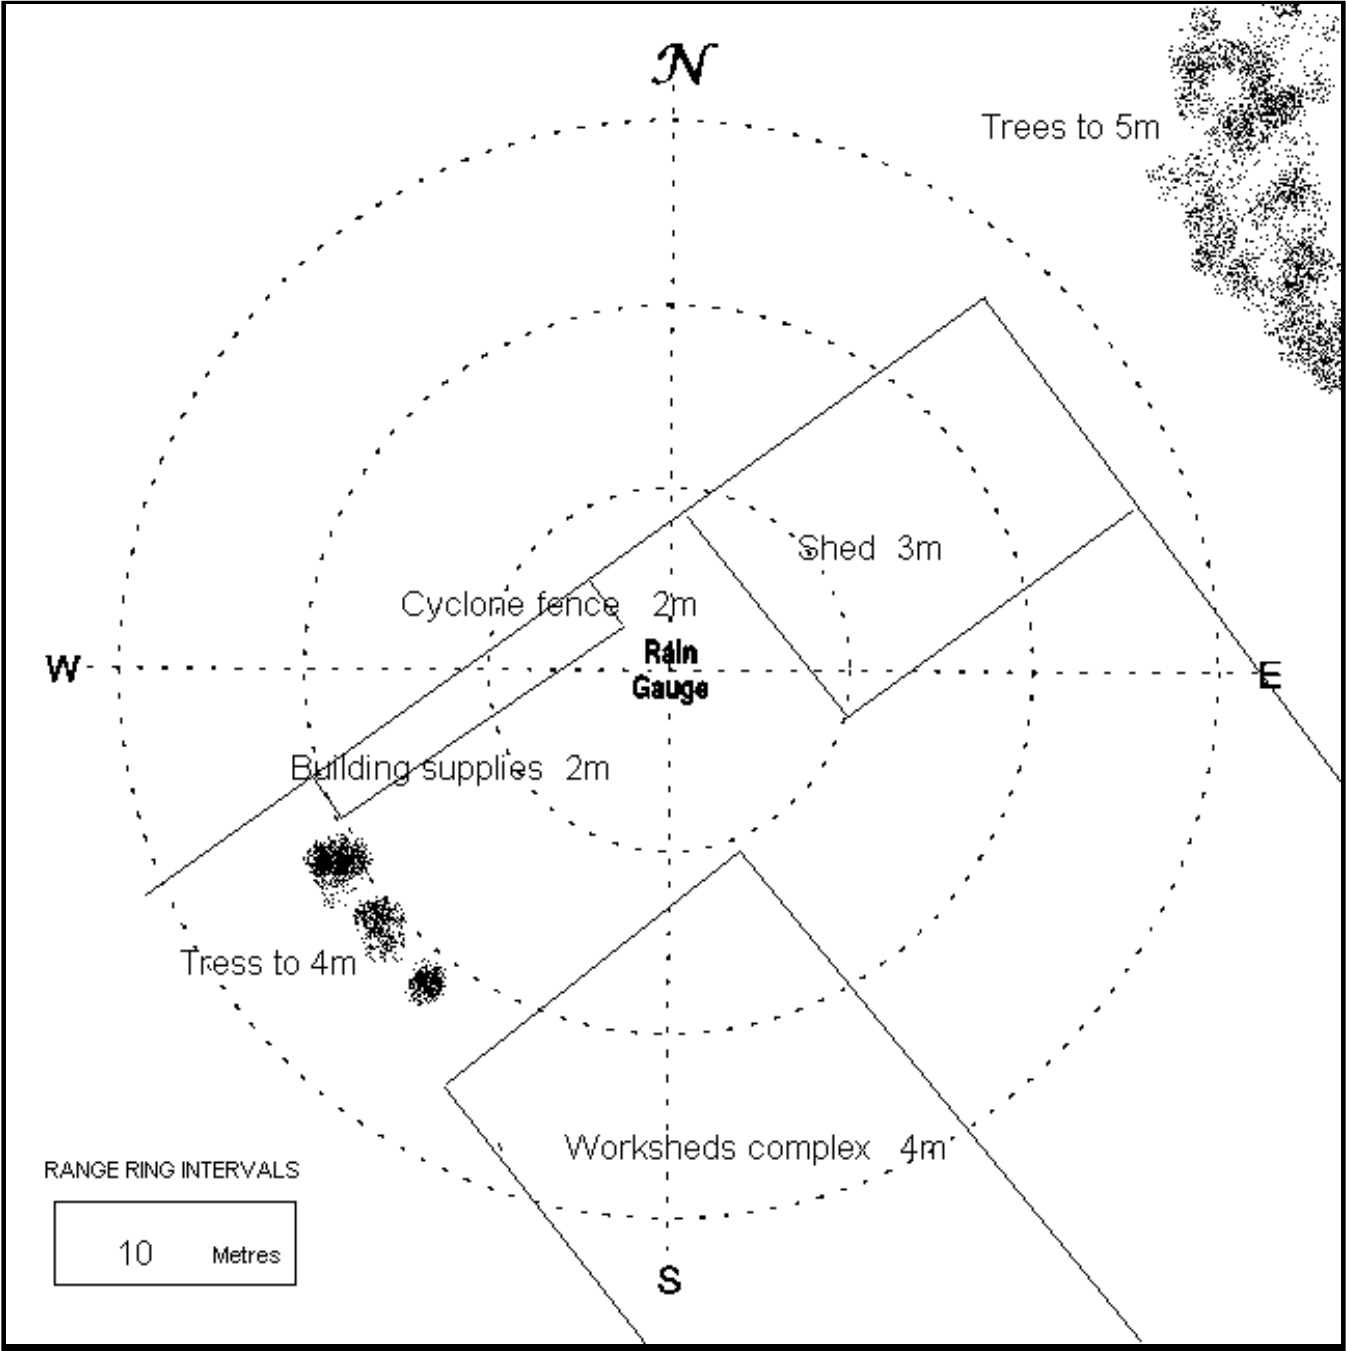 N
Trees to 5m
Shed 3m
Cyclone fence 2m
W
Rain
Gauge
E
Building supplies 2m
Tress to 4m
Worksheds complex 4m
RANGE RING INTERVALS
10 Metres
S